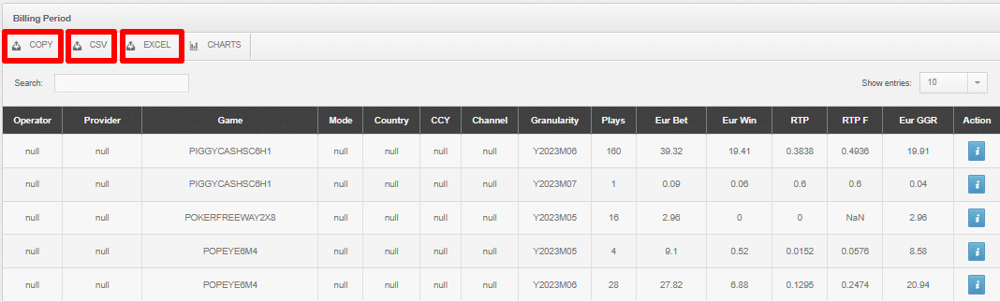 Billing Period
COPY CSV EXCEL CHARTS
Search: Show entries: 10
Operator Provider Game Mode Country CCY Channel Granularity Plays Eur Bet Eur Win RTP RTP F Eur GGR Action
null null PIGGYCASHSC6H1 null null null null Y2023M06 160 39.32 19.41 0.3838 0.4936 19.91 i
null null PIGGYCASHSC6H1 null null null null Y2023M07 1 0.09 0.06 0.6 0.6 0.04 i
null null POKERFREEWAY2X8 null null null null Y2023M05 16 2.96 0 0 NaN 2.96 i
null null POPEYE6M4 null null null null Y2023M05 4 9.1 0.52 0.0152 0.0576 8.58 i
null null POPEYE6M4 null null null null Y2023M06 28 27.82 6.88 0.1295 0.2474 20.94 i